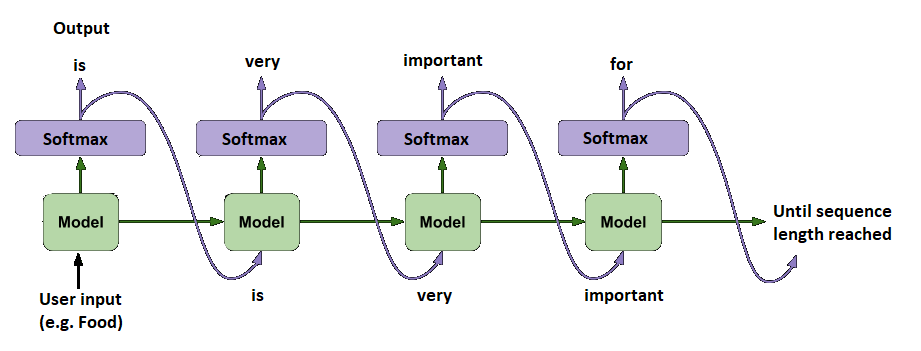 Output
is
very
important
for
Softmax
Softmax
Softmax
Softmax
Model
Model
Model
Model
Until sequence
length reached
User input
(e.g. Food)
is
very
important